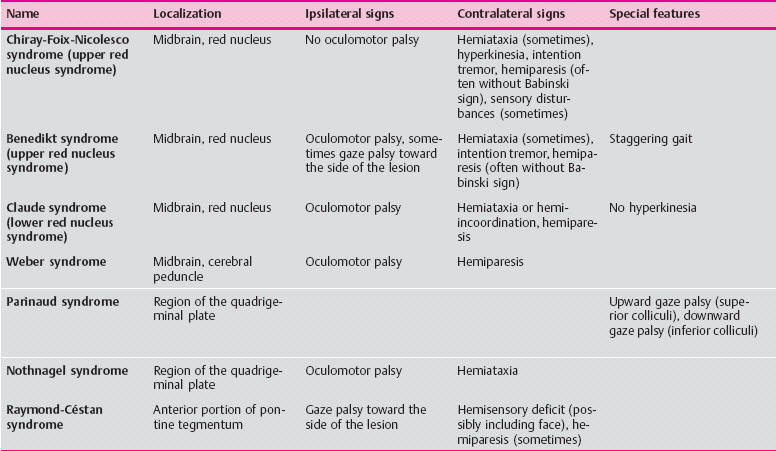 Name Localization Ipsilateral signs Contralateral signs Special features
Chiray-Foix-Nicolesco Midbrain, red nucleus No oculomotor palsy Hemiataxia (sometimes),
syndrome (upper red hyperkinesia, intention
nucleus syndrome) tremor, hemiparesis (of-
ten without Babinski
sign), sensory distur-
bances (sometimes)
Benedikt syndrome Midbrain, red nucleus Oculomotor palsy, some- Hemiataxia (sometimes), Staggering gait
(upper red nucleus times gaze palsy toward intention tremor, hemipa-
syndrome) the side of the lesion resis (often without Ba-
binski sign)
Claude syndrome Midbrain, red nucleus Oculomotor palsy Hemiataxia or hemi- No hyperkinesia
(lower red nucleus incoordination, hemipare-
syndrome) sis
Weber syndrome Midbrain, cerebral Oculomotor palsy Hemiparesis
peduncle
Parinaud syndrome Region of the quadrige- Upward gaze palsy (supe-
minal plate rior colliculi), downward
gaze palsy (inferior colliculi)
Nothnagel syndrome Region of the quadrige- Oculomotor palsy Hemiataxia
minal plate
Raymond-Céstan Anterior portion of pon- Gaze palsy toward the Hemisensory deficit (pos-
syndrome tine tegmentum side of the lesion sibly including face), he-
miparesis (sometimes)